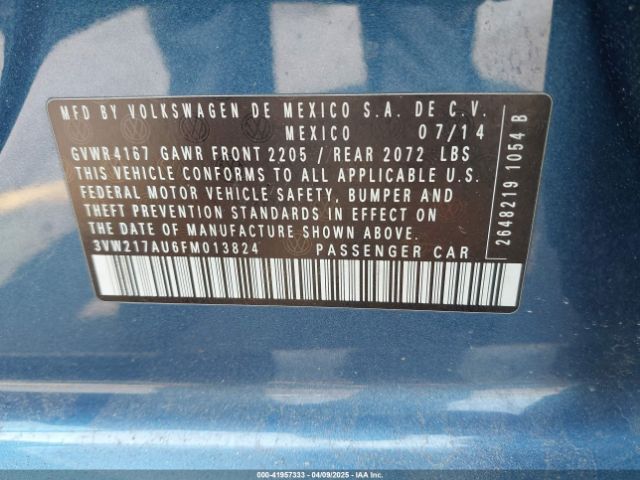 MFD BY VOLKSWAGEN DE MEXICO S.A. DE C.V.
MEXICO 07/14
GVWR 4167 GAWR FRONT 2205 / REAR 2072 LBS
THIS VEHICLE CONFORMS TO ALL APPLICABLE U.S.
FEDERAL MOTOR VEHICLE SAFETY, BUMPER AND
THEFT PREVENTION STANDARDS IN EFFECT ON
THE DATE OF MANUFACTURE SHOWN ABOVE.
3VW217AU6FM013824 PASSENGER CAR
2648219 1054 B
000-41957333 - 04/09/2025 - IAA Inc.